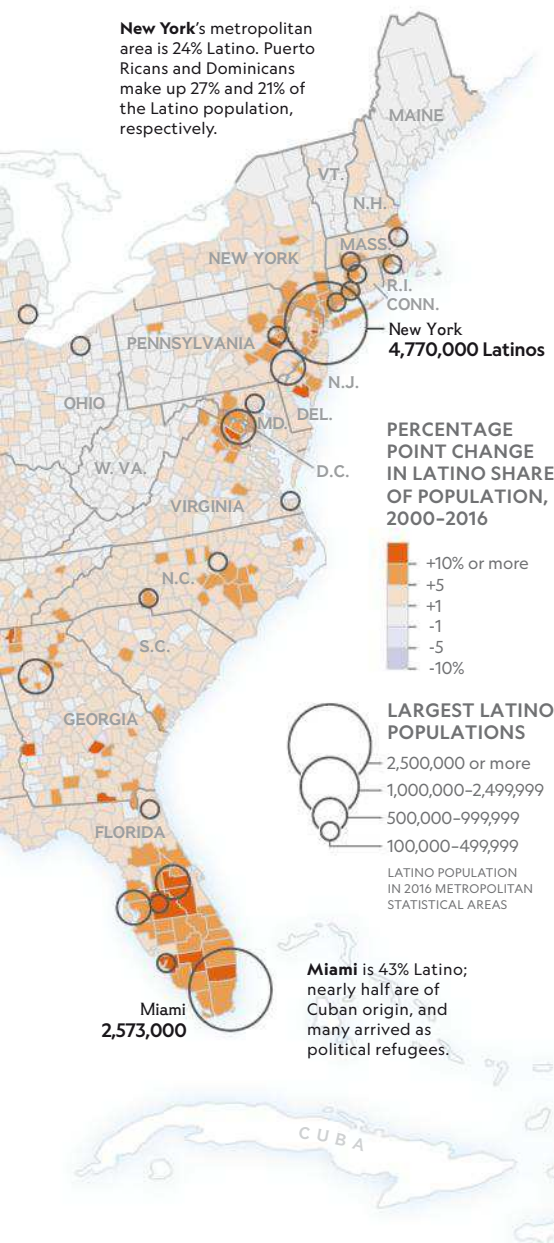 New York's metropolitan
area is 24% Latino. Puerto
Ricans and Dominicans
make up 27% and 21% of
the Latino population,
respectively.
MAINE
VT.
N.H.
MASS.
NEW YORK
R.I.
CONN.
New York
4,770,000 Latinos
PENNSYLVANIA
N.J.
OHIO
MD.
DEL.
D.C.
W. VA.
VIRGINIA
N.C.
S.C.
GEORGIA
FLORIDA
PERCENTAGE
POINT CHANGE
IN LATINO SHARE
OF POPULATION,
2000–2016
+10% or more
+5
+1
-1
-5
-10%
LARGEST LATINO
POPULATIONS
2,500,000 or more
1,000,000–2,499,999
500,000–999,999
100,000–499,999
LATINO POPULATION
IN 2016 METROPOLITAN
STATISTICAL AREAS
Miami
2,573,000
Miami is 43% Latino;
nearly half are of
Cuban origin, and
many arrived as
political refugees.
CUBA